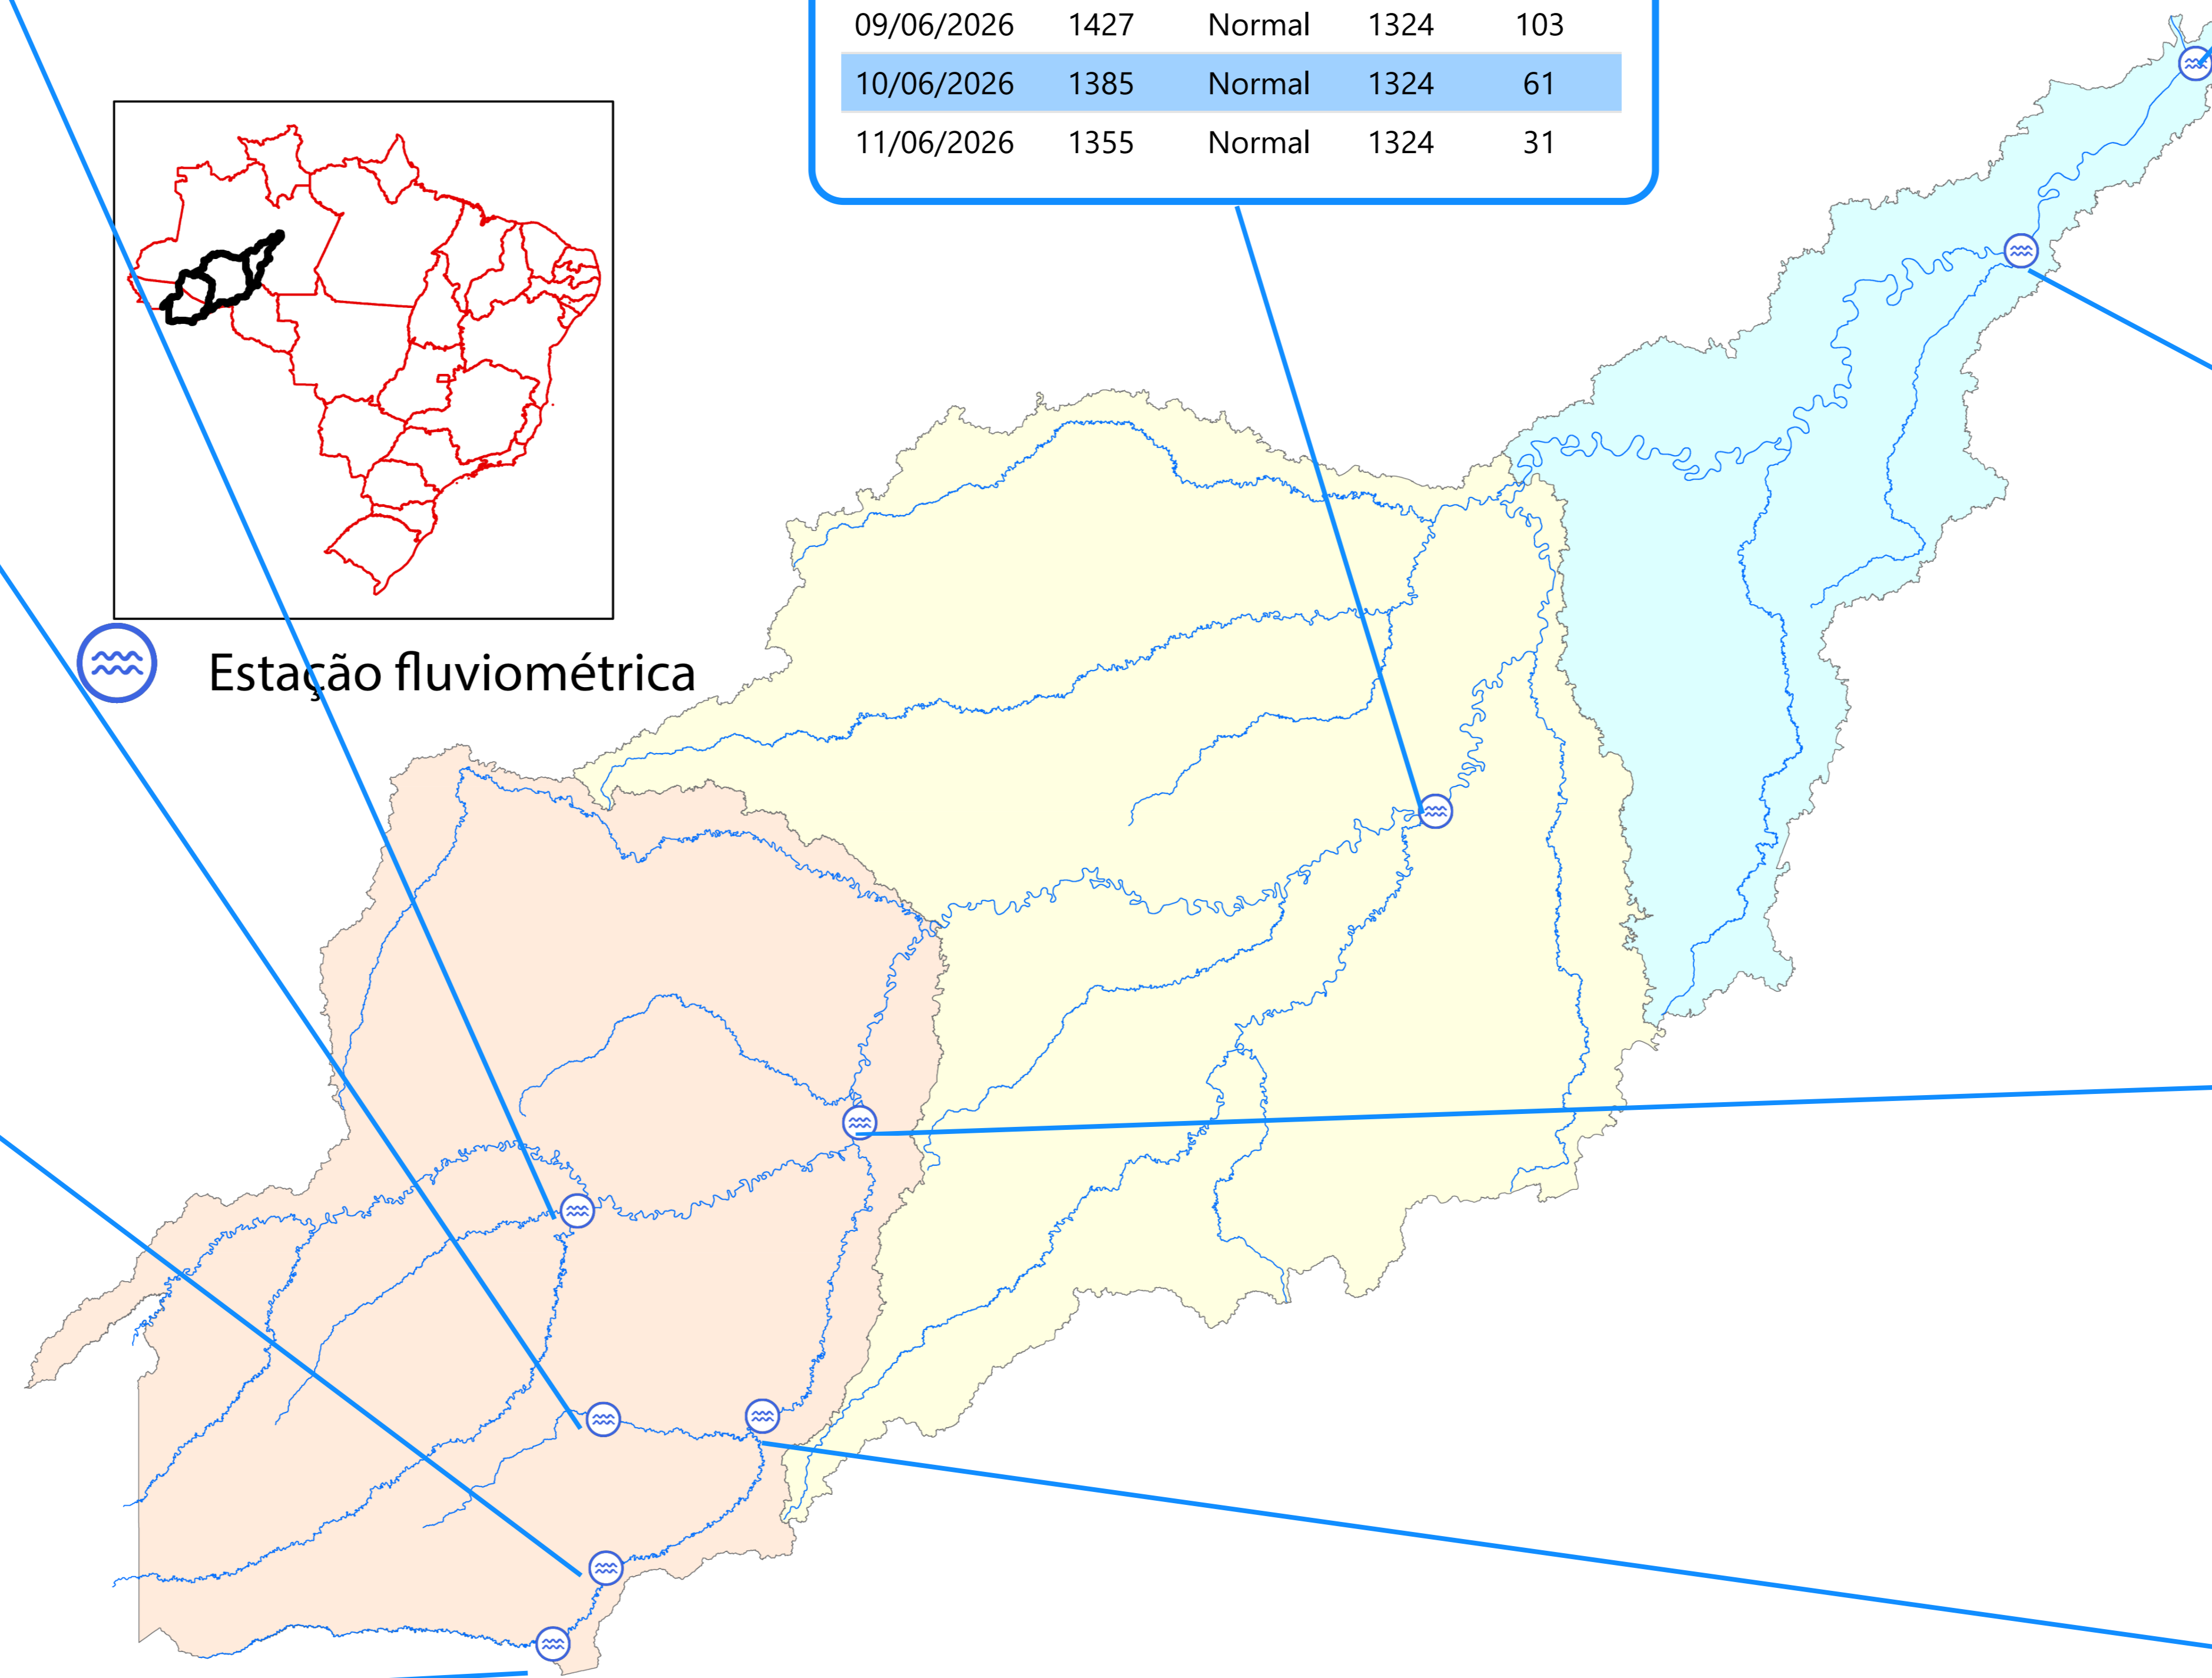 09/06/2026 1427 Normal 1324 103
10/06/2026 1385 Normal 1324 61
11/06/2026 1355 Normal 1324 31
Estação fluviométrica